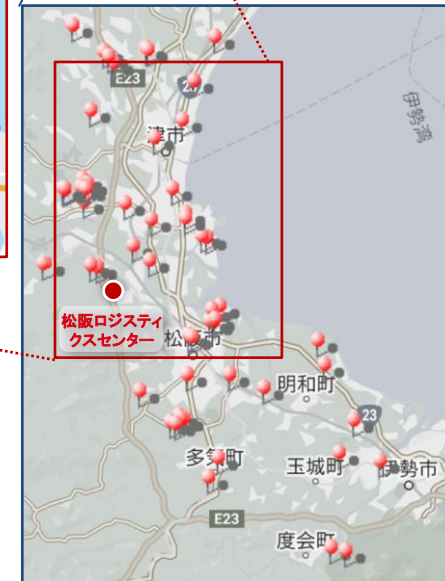 E23
23
伊勢湾
津市
松阪ロジスティ
クスセンター
松阪市
明和町
23
多気町
玉城町
伊勢市
E23
度会町